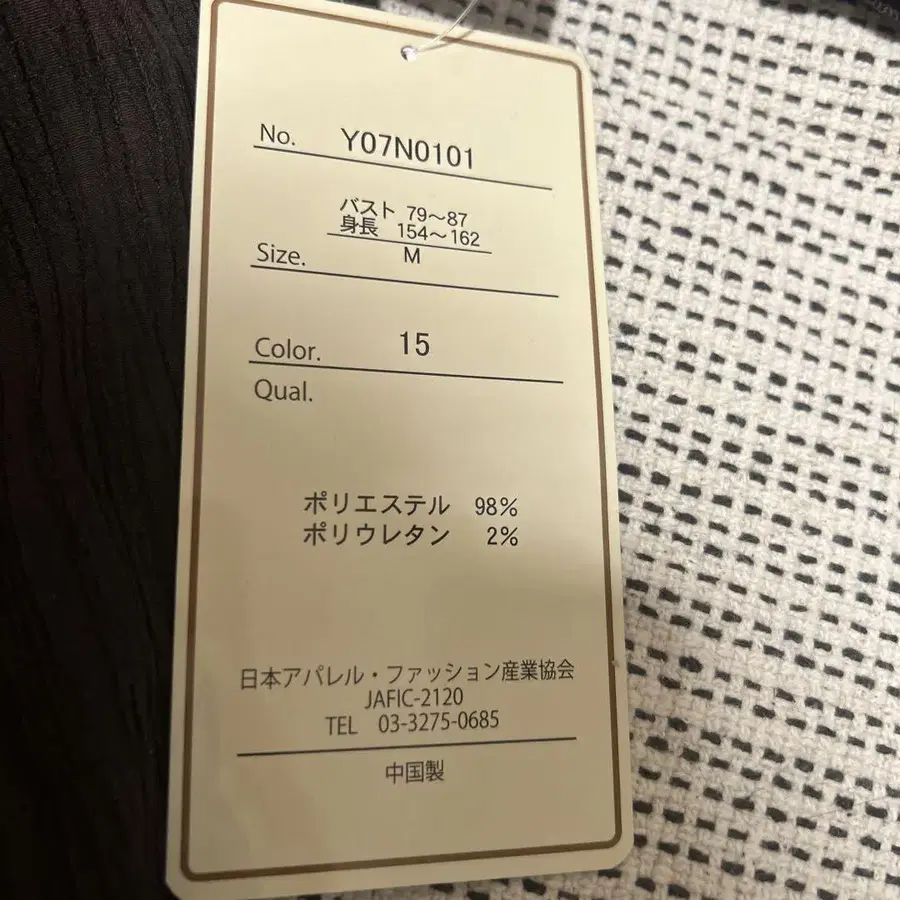 No. Y07N0101
バスト 79～87
身長 154～162
Size. M
Color. 15
Qual.
ポリエステル 98%
ポリウレタン 2%
日本アパレル・ファッション産業協会
JAFIC-2120
TEL 03-3275-0685
中国製